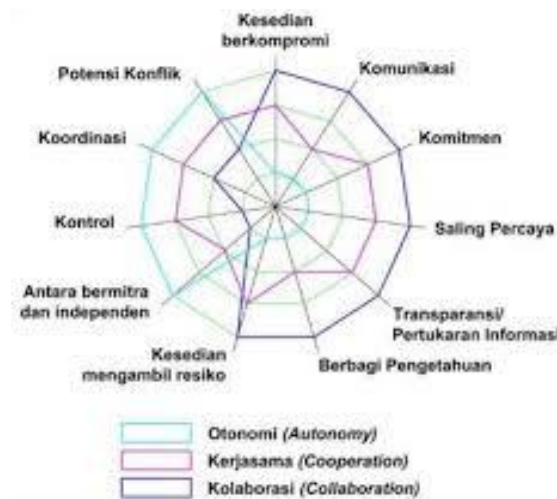 Kesedian
berkompromi
Potensi Konflik
Komunikasi
Koordinasi
Komitmen
Kontrol
Saling Percaya
Antara bermitra
dan independen
Transparansi/
Pertukaran Informasi
Kesedian
mengambil resiko
Berbagi Pengetahuan
Otonomi (Autonomy)
Kerjasama (Cooperation)
Kolaborasi (Collaboration)